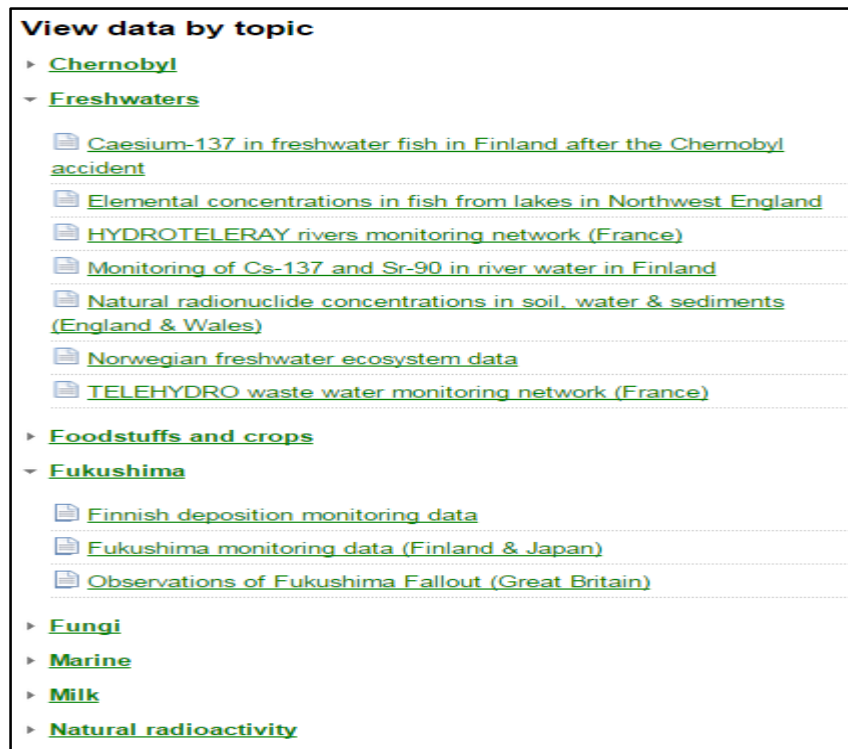 View data by topic
Chernobyl
Freshwaters
Caesium-137 in freshwater fish in Finland after the Chernobyl
accident
Elemental concentrations in fish from lakes in Northwest England
HYDROTELERAY rivers monitoring network (France)
Monitoring of Cs-137 and Sr-90 in river water in Finland
Natural radionuclide concentrations in soil, water & sediments
(England & Wales)
Norwegian freshwater ecosystem data
TELEHYDRO waste water monitoring network (France)
Foodstuffs and crops
Fukushima
Finnish deposition monitoring data
Fukushima monitoring data (Finland & Japan)
Observations of Fukushima Fallout (Great Britain)
Fungi
Marine
Milk
Natural radioactivity